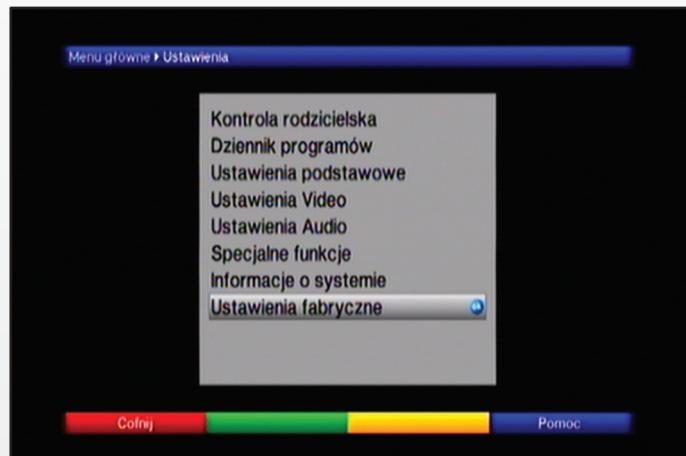 Menu główne ▸ Ustawienia
Kontrola rodzicielska
Dziennik programów
Ustawienia podstawowe
Ustawienia Video
Ustawienia Audio
Specjalne funkcje
Informacje o systemie
Ustawienia fabryczne
Cofnij
Pomoc